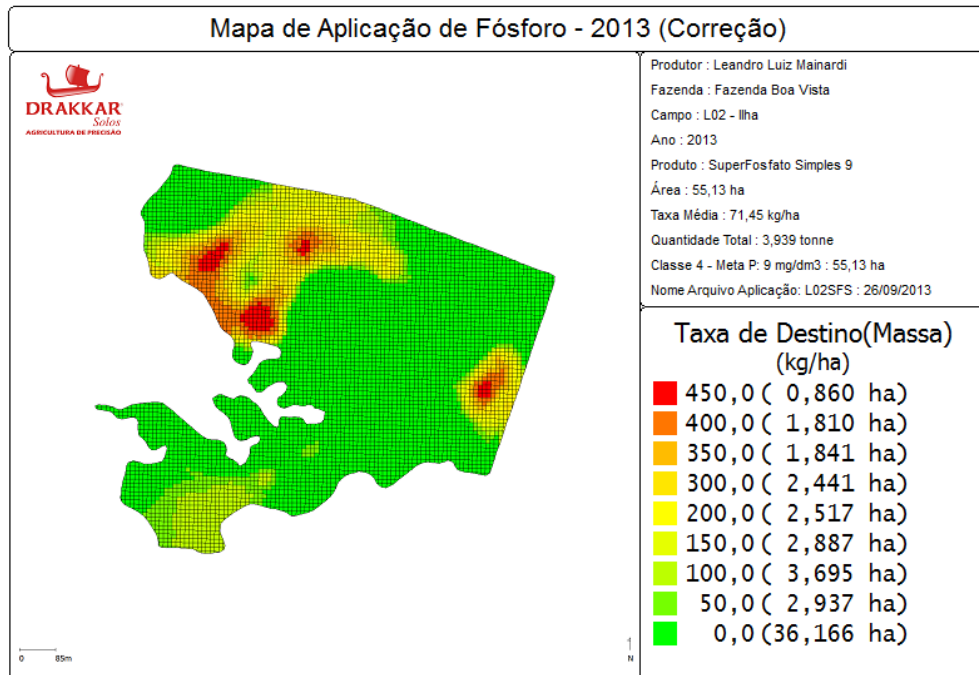 Mapa de Aplicação de Fósforo - 2013 (Correção)
DRAKKAR
Solos
AGRICULTURA DE PRECISÃO
0 85m
N
Produtor : Leandro Luiz Mainardi
Fazenda : Fazenda Boa Vista
Campo : L02 - Ilha
Ano : 2013
Produto : SuperFosfato Simples 9
Área : 55,13 ha
Taxa Média : 71,45 kg/ha
Quantidade Total : 3,939 tonne
Classe 4 - Meta P: 9 mg/dm3 : 55,13 ha
Nome Arquivo Aplicação: L02SFS : 26/09/2013
Taxa de Destino(Massa)
(kg/ha)
450,0( 0,860 ha)
400,0( 1,810 ha)
350,0( 1,841 ha)
300,0( 2,441 ha)
200,0( 2,517 ha)
150,0( 2,887 ha)
100,0( 3,695 ha)
50,0( 2,937 ha)
0,0(36,166 ha)